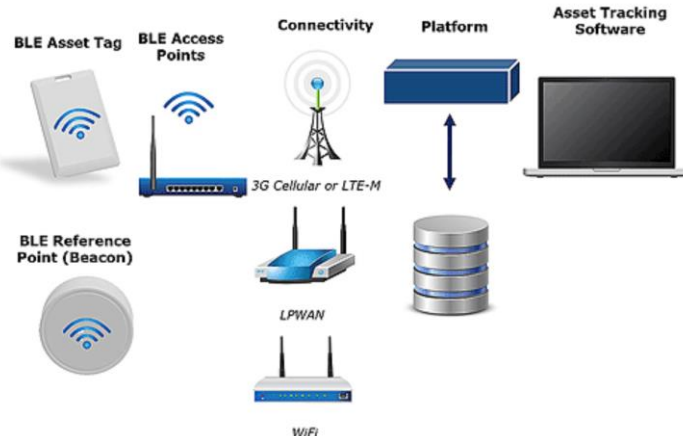 BLE Asset Tag
BLE Access
Points
Connectivity
Platform
Asset Tracking
Software
3G Cellular or LTE-M
BLE Reference
Point (Beacon)
LPWAN
WiFi